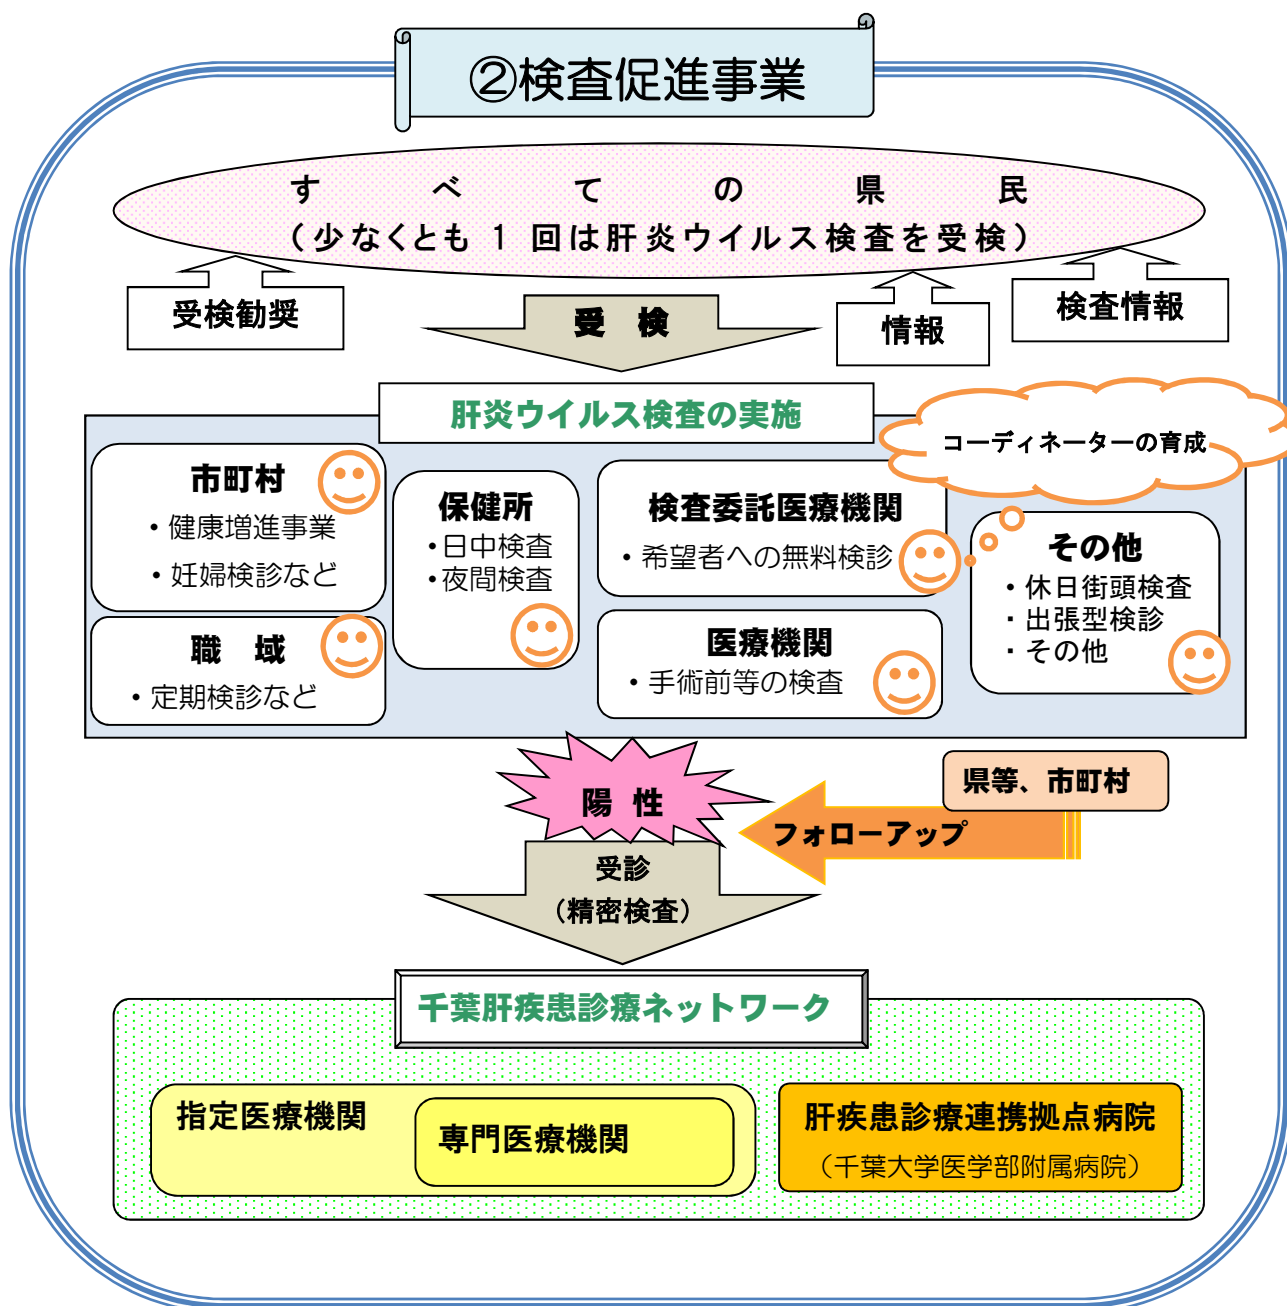 ②検査促進事業
すべての県民
（少なくとも 1 回は肝炎ウイルス検査を受検）
受検勧奨
受 検
情報
検査情報
肝炎ウイルス検査の実施
コーディネーターの育成
市町村
・健康増進事業
・妊婦検診など
保健所
・日中検査
・夜間検査
検査委託医療機関
・希望者への無料検診
その他
・休日街頭検査
・出張型検診
・その他
職 域
・定期検診など
医療機関
・手術前等の検査
陽 性
県等、市町村
フォローアップ
受診
（精密検査）
千葉肝疾患診療ネットワーク
指定医療機関
専門医療機関
肝疾患診療連携拠点病院
（千葉大学医学部附属病院）